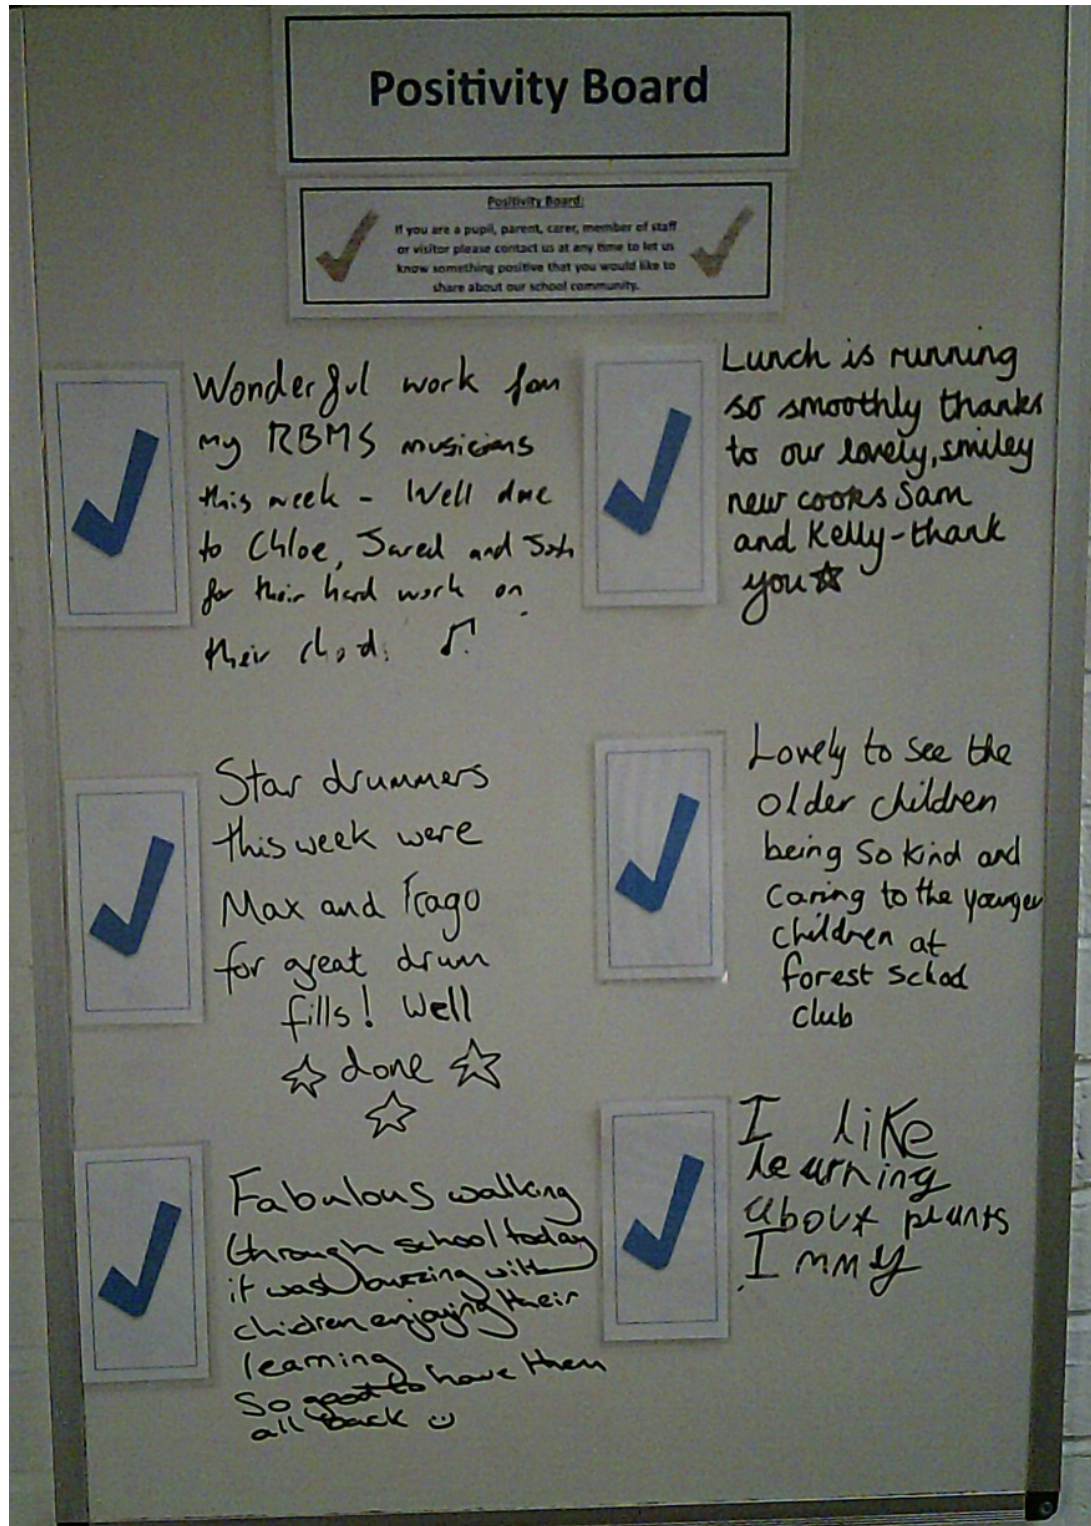 Positivity Board
Positivity Board:
If you are a pupil, parent, carer, member of staff
or visitor please contact us at any time to let us
know something positive that you would like to
share about our school community.
Wonderful work from
my RBMS musicians
this week - Well done
to Chloe, Jared and Josh
for their hard work on
their
Lunch is running
so smoothly thanks
to our lovely, smiley
new cooks Sam
and Kelly - thank
you
Star drummers
this week were
Max and
for great drum
fills! Well
done
Lovely to see the
older children
being so kind and
caring to the younger
children at
forest school
club
Fabulous walking
through school today
it was buzzing with
children enjoying their
learning
So good to have them
all back
I like
learning
about plants
Immy